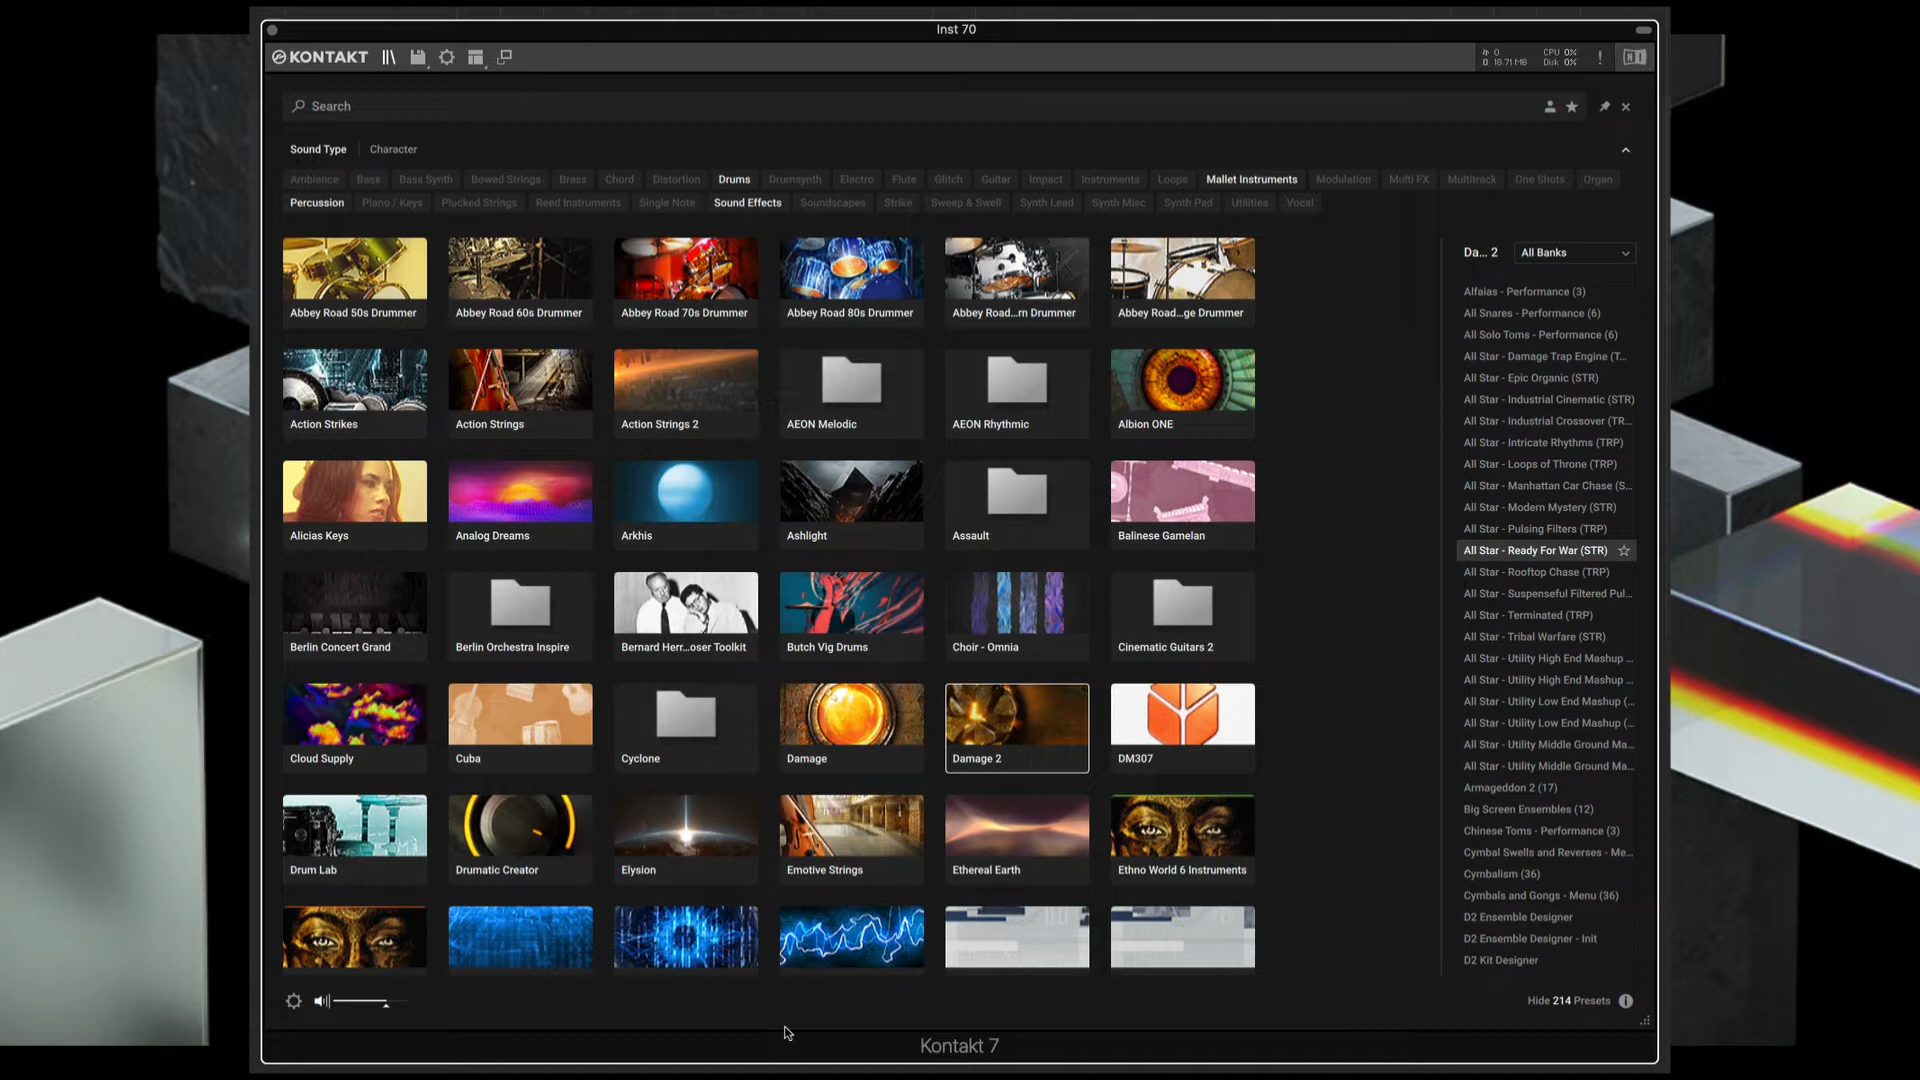 Inst 70
KONTAKT
0
0 18.71 MB
CPU 0%
Disk 0%
!
NI
Search
Sound Type
Character
Ambience Bass Bass Synth Bowed Strings Brass Chord Distortion Drums Drumsynth Electro Flute Glitch Guitar Impact Instruments Loops Mallet Instruments Modulation Multi FX Multitrack One Shots Organ
Percussion Piano / Keys Plucked Strings Reed Instruments Single Note Sound Effects Soundscapes Strike Sweep & Swell Synth Lead Synth Misc Synth Pad Utilities Vocal
Abbey Road 50s Drummer Abbey Road 60s Drummer Abbey Road 70s Drummer Abbey Road 80s Drummer Abbey Road...rn Drummer Abbey Road...ge Drummer
Action Strikes Action Strings Action Strings 2 AEON Melodic AEON Rhythmic Albion ONE
Alicias Keys Analog Dreams Arkhis Ashlight Assault Balinese Gamelan
Berlin Concert Grand Berlin Orchestra Inspire Bernard Herr...oser Toolkit Butch Vig Drums Choir - Omnia Cinematic Guitars 2
Cloud Supply Cuba Cyclone Damage Damage 2 DM307
Drum Lab Drumatic Creator Elysion Emotive Strings Ethereal Earth Ethno World 6 Instruments
Da... 2 All Banks
Alfaias - Performance (3)
All Snares - Performance (6)
All Solo Toms - Performance (6)
All Star - Damage Trap Engine (T...
All Star - Epic Organic (STR)
All Star - Industrial Cinematic (STR)
All Star - Industrial Crossover (TR...
All Star - Intricate Rhythms (TRP)
All Star - Loops of Throne (TRP)
All Star - Manhattan Car Chase (S...
All Star - Modern Mystery (STR)
All Star - Pulsing Filters (TRP)
All Star - Ready For War (STR)
All Star - Rooftop Chase (TRP)
All Star - Suspenseful Filtered Pul...
All Star - Terminated (TRP)
All Star - Tribal Warfare (STR)
All Star - Utility High End Mashup ...
All Star - Utility High End Mashup ...
All Star - Utility Low End Mashup (...
All Star - Utility Low End Mashup (...
All Star - Utility Middle Ground Ma...
All Star - Utility Middle Ground Ma...
Armageddon 2 (17)
Big Screen Ensembles (12)
Chinese Toms - Performance (3)
Cymbal Swells and Reverses - Me...
Cymbalism (36)
Cymbals and Gongs - Menu (36)
D2 Ensemble Designer
D2 Ensemble Designer - Init
D2 Kit Designer
Hide 214 Presets
Kontakt 7